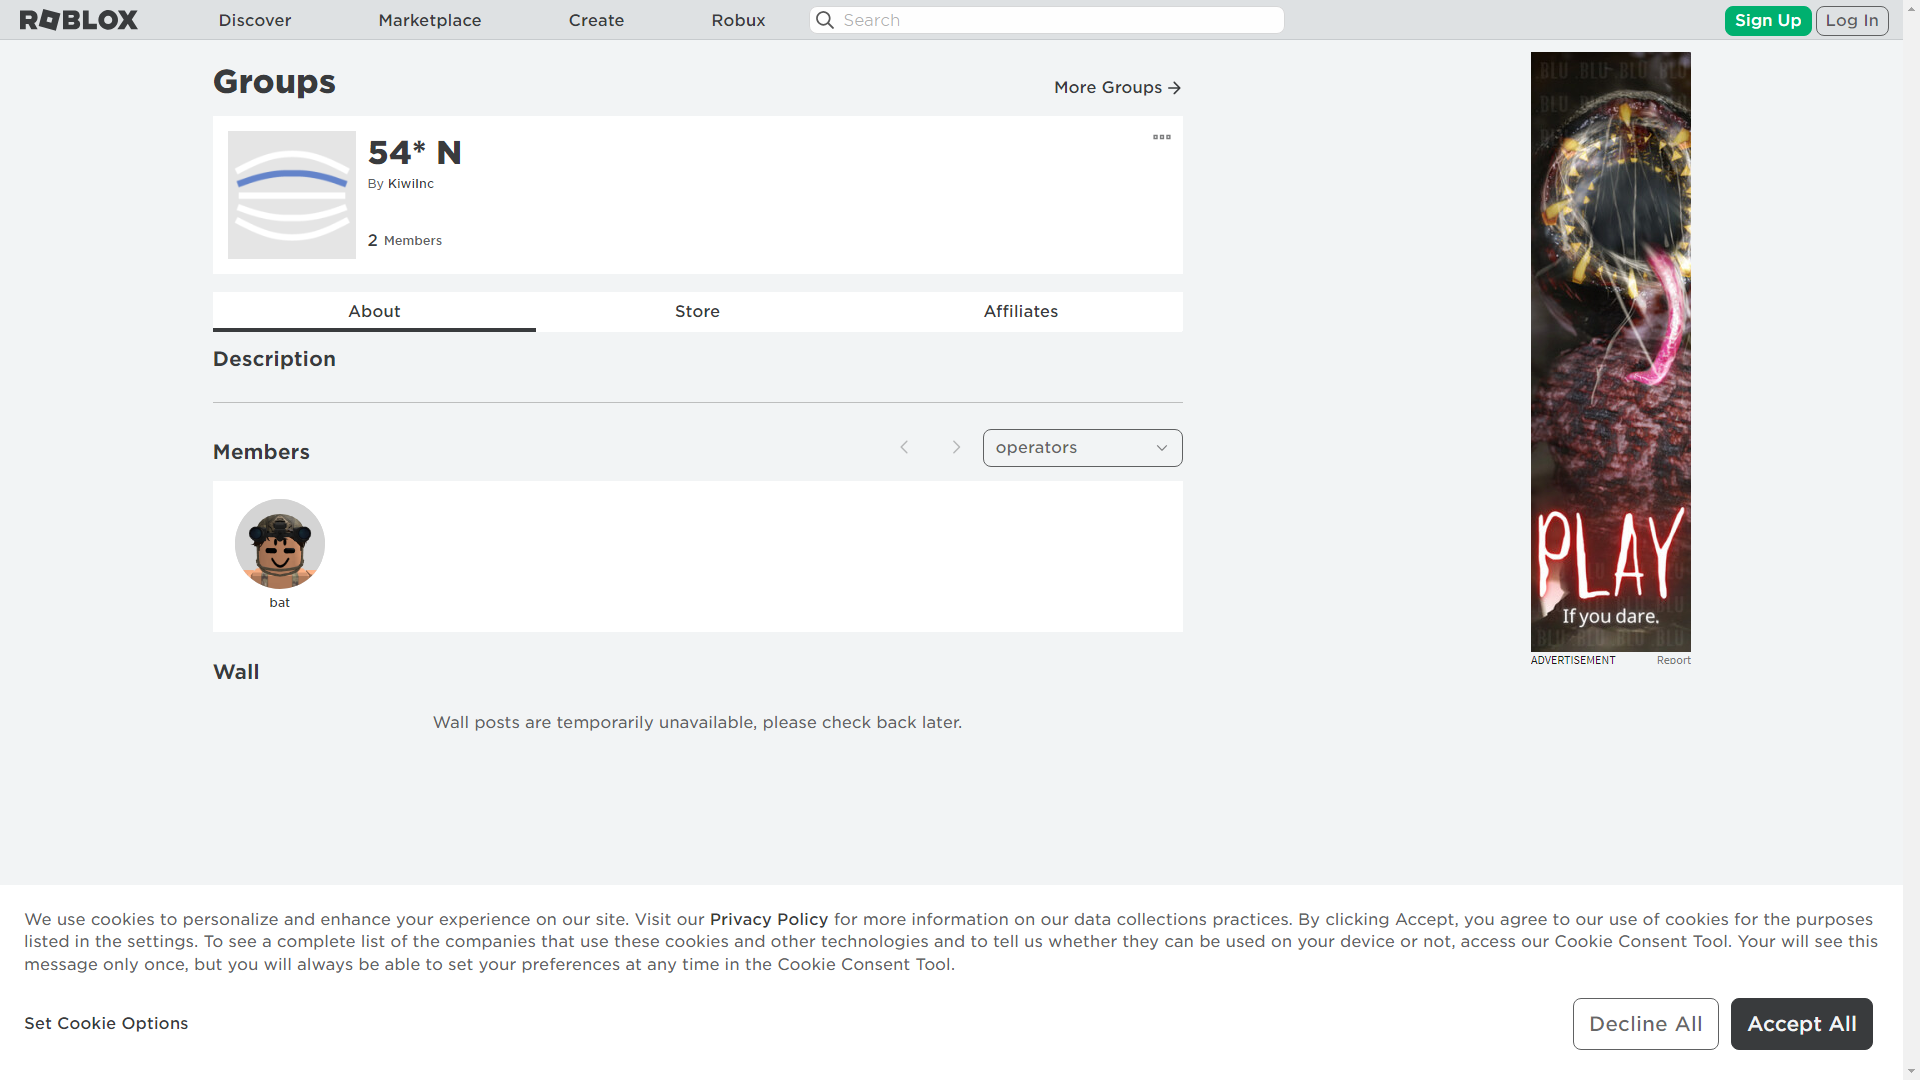 ROBLOX
Discover
Marketplace
Create
Robux
Search
Sign Up
Log In
Groups
More Groups
54* N
By KiwiInc
2 Members
About
Store
Affiliates
Description
Members
operators
bat
Wall
Wall posts are temporarily unavailable, please check back later.
PLAY
If you dare.
ADVERTISEMENT
Report
We use cookies to personalize and enhance your experience on our site. Visit our Privacy Policy for more information on our data collections practices. By clicking Accept, you agree to our use of cookies for the purposes
listed in the settings. To see a complete list of the companies that use these cookies and other technologies and to tell us whether they can be used on your device or not, access our Cookie Consent Tool. Your will see this
message only once, but you will always be able to set your preferences at any time in the Cookie Consent Tool.
Set Cookie Options
Decline All
Accept All